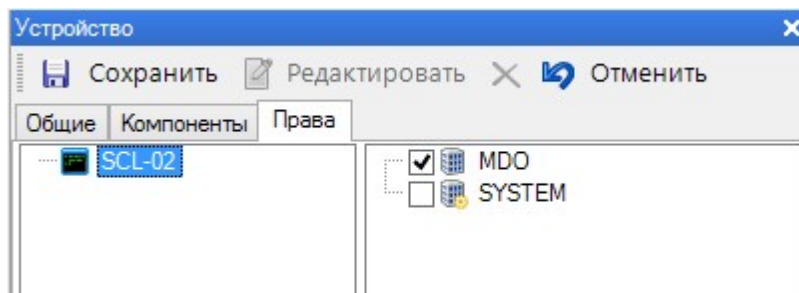 Устройство
Сохранить Редактировать Отменить
Общие Компоненты Права
SCL-02 MDO
SYSTEM